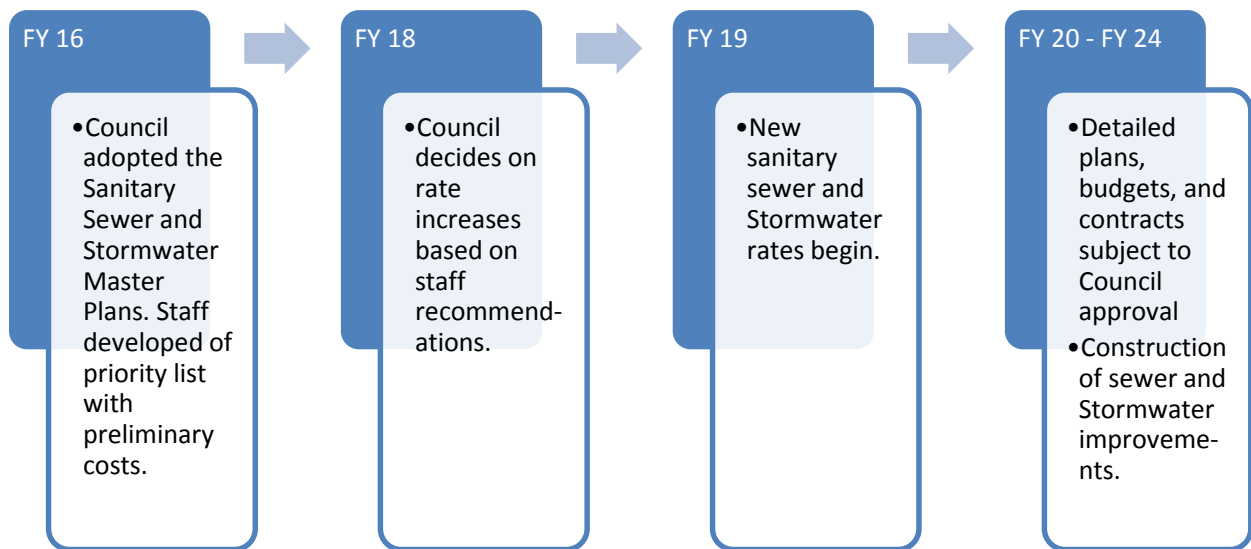 FY 16
•Council
adopted the
Sanitary
Sewer and
Stormwater
Master
Plans. Staff
developed of
priority list
with
preliminary
costs.
FY 18
•Council
decides on
rate
increases
based on
staff
recommend-
ations.
FY 19
•New
sanitary
sewer and
Stormwater
rates begin.
FY 20 - FY 24
•Detailed
plans,
budgets, and
contracts
subject to
Council
approval
•Construction
of sewer and
Stormwater
improveme-
nts.